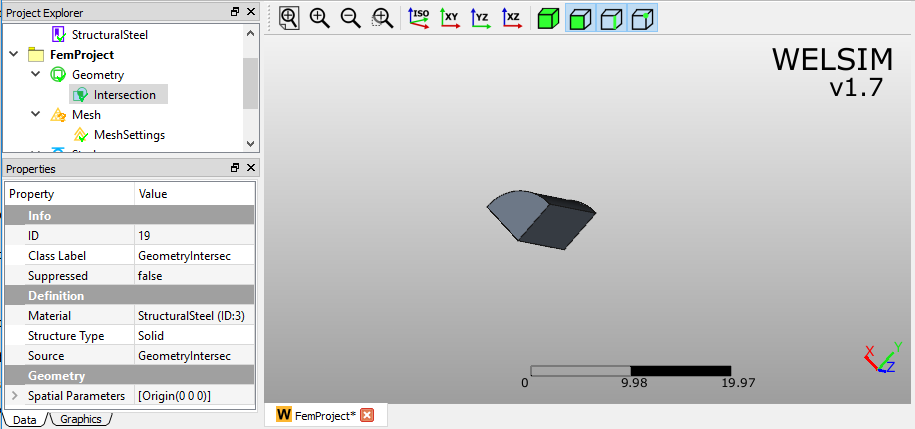 Project Explorer
StructuralSteel
FemProject
Geometry
Intersection
Mesh
MeshSettings
Properties
Property Value
Info
ID 19
Class Label GeometryIntersec
Suppressed false
Definition
Material StructuralSteel (ID:3)
Structure Type Solid
Source GeometryIntersec
Geometry
Spatial Parameters [Origin(0 0 0)]
Data Graphics
ISO XY YZ XZ
WELSIM
v1.7
0 9.98 19.97
X Y Z
W FemProject*